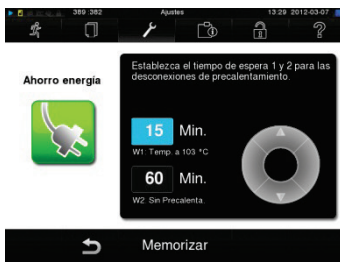 389 :382 Ajustes 13:29 2012-03-07
Ahorro energía
Establezca el tiempo de espera 1 y 2 para las
desconexiones de precalentamiento.
15 Min.
W1: Temp. a 103 °C
60 Min.
W2: Sin Precalenta.
Memorizar